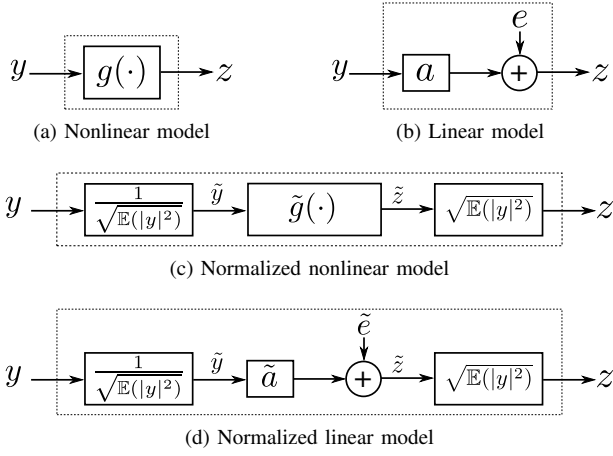 y g(·) z
(a) Nonlinear model
e
y a + z
(b) Linear model
y 1/√𝔼(|y|²) ỹ g̃(·) z̃ √𝔼(|y|²) z
(c) Normalized nonlinear model
ẽ
y 1/√𝔼(|y|²) ỹ ã + z̃ √𝔼(|y|²) z
(d) Normalized linear model